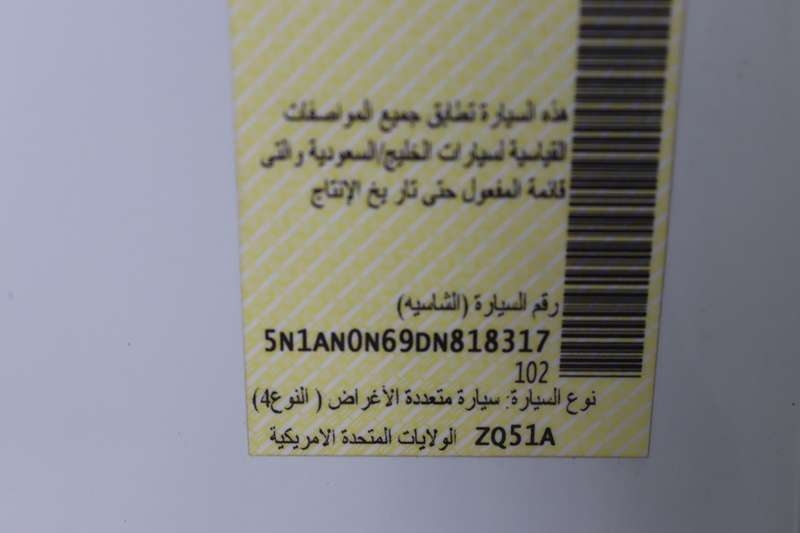 هذه السيارة تطابق جميع المواصفات
القياسية لسيارات الخليج/السعودية والتى
قائمة المفعول حتى تاريخ الإنتاج
رقم السيارة (الشاسيه)
5N1AN0N69DN818317
102
نوع السيارة: سيارة متعددة الأغراض (النوع4)
ZQ51A الولايات المتحدة الامريكية